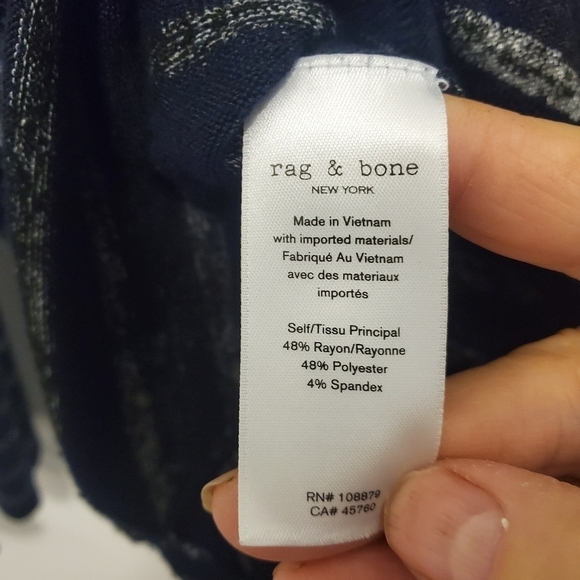 rag & bone
NEW YORK
Made in Vietnam
with imported materials/
Fabriqué Au Vietnam
avec des materiaux
importés
Self/Tissu Principal
48% Rayon/Rayonne
48% Polyester
4% Spandex
RN# 108879
CA# 45760